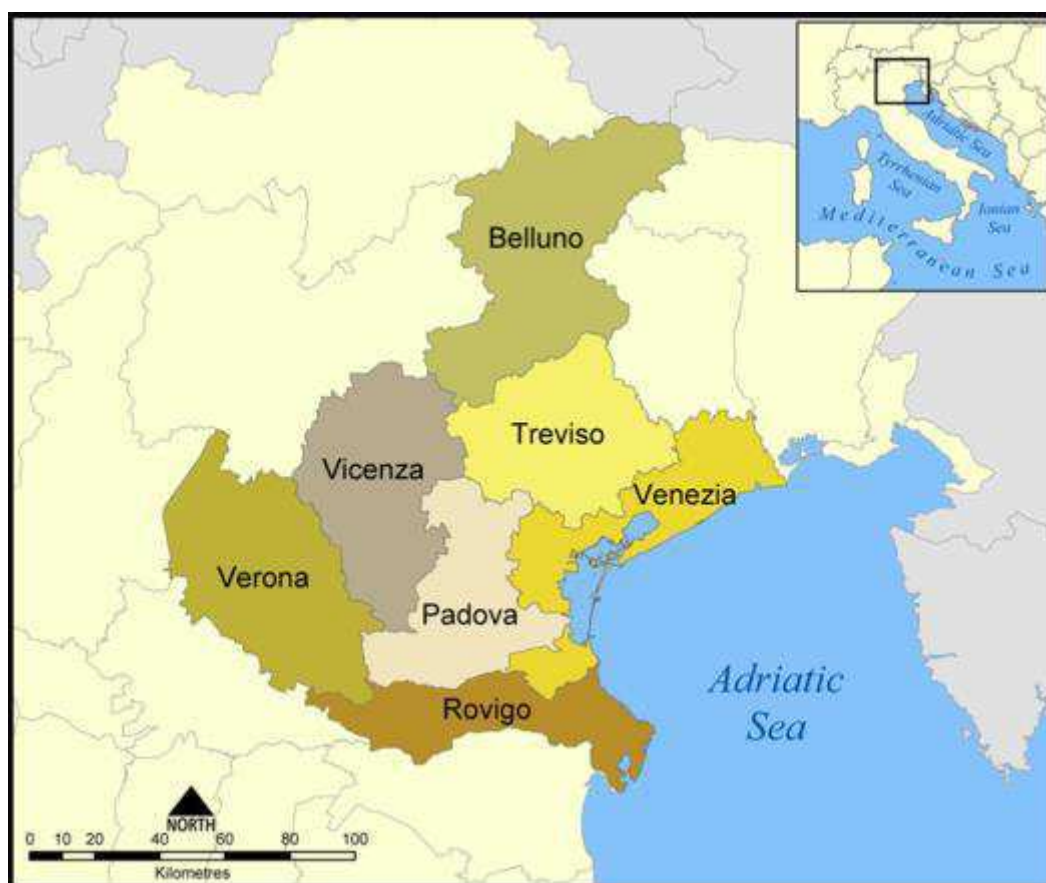 Adriatic Sea
Tyrrhenian
Sea
Ionian
Sea
Mediterranean Sea
Belluno
Treviso
Vicenza
Venezia
Verona
Padova
Rovigo
Adriatic
Sea
NORTH
0 10 20 40 60 80 100
Kilometres